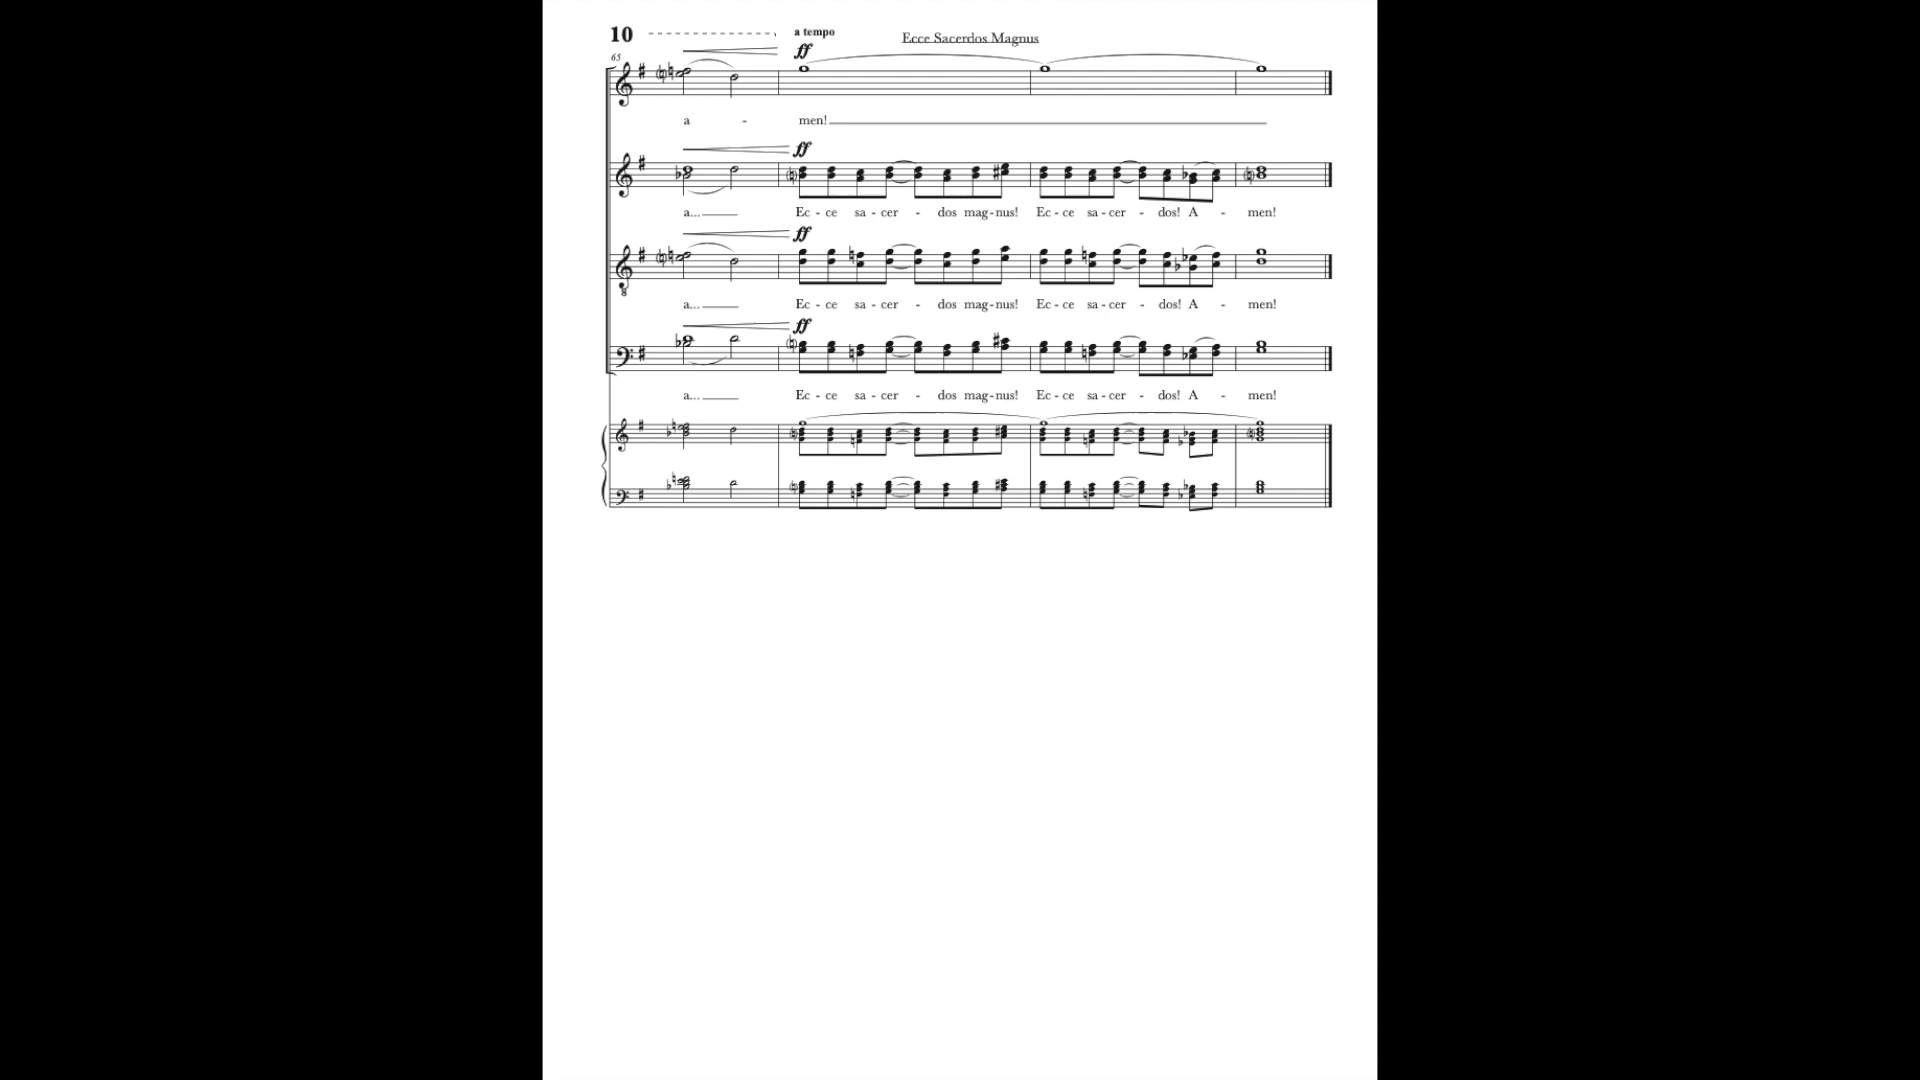 10
a tempo
Ecce Sacerdos Magnus
65
ff
a - men!
ff
a... Ec - ce sa - cer - dos mag - nus! Ec - ce sa - cer - dos! A - men!
ff
a... Ec - ce sa - cer - dos mag - nus! Ec - ce sa - cer - dos! A - men!
ff
8
a... Ec - ce sa - cer - dos mag - nus! Ec - ce sa - cer - dos! A - men!